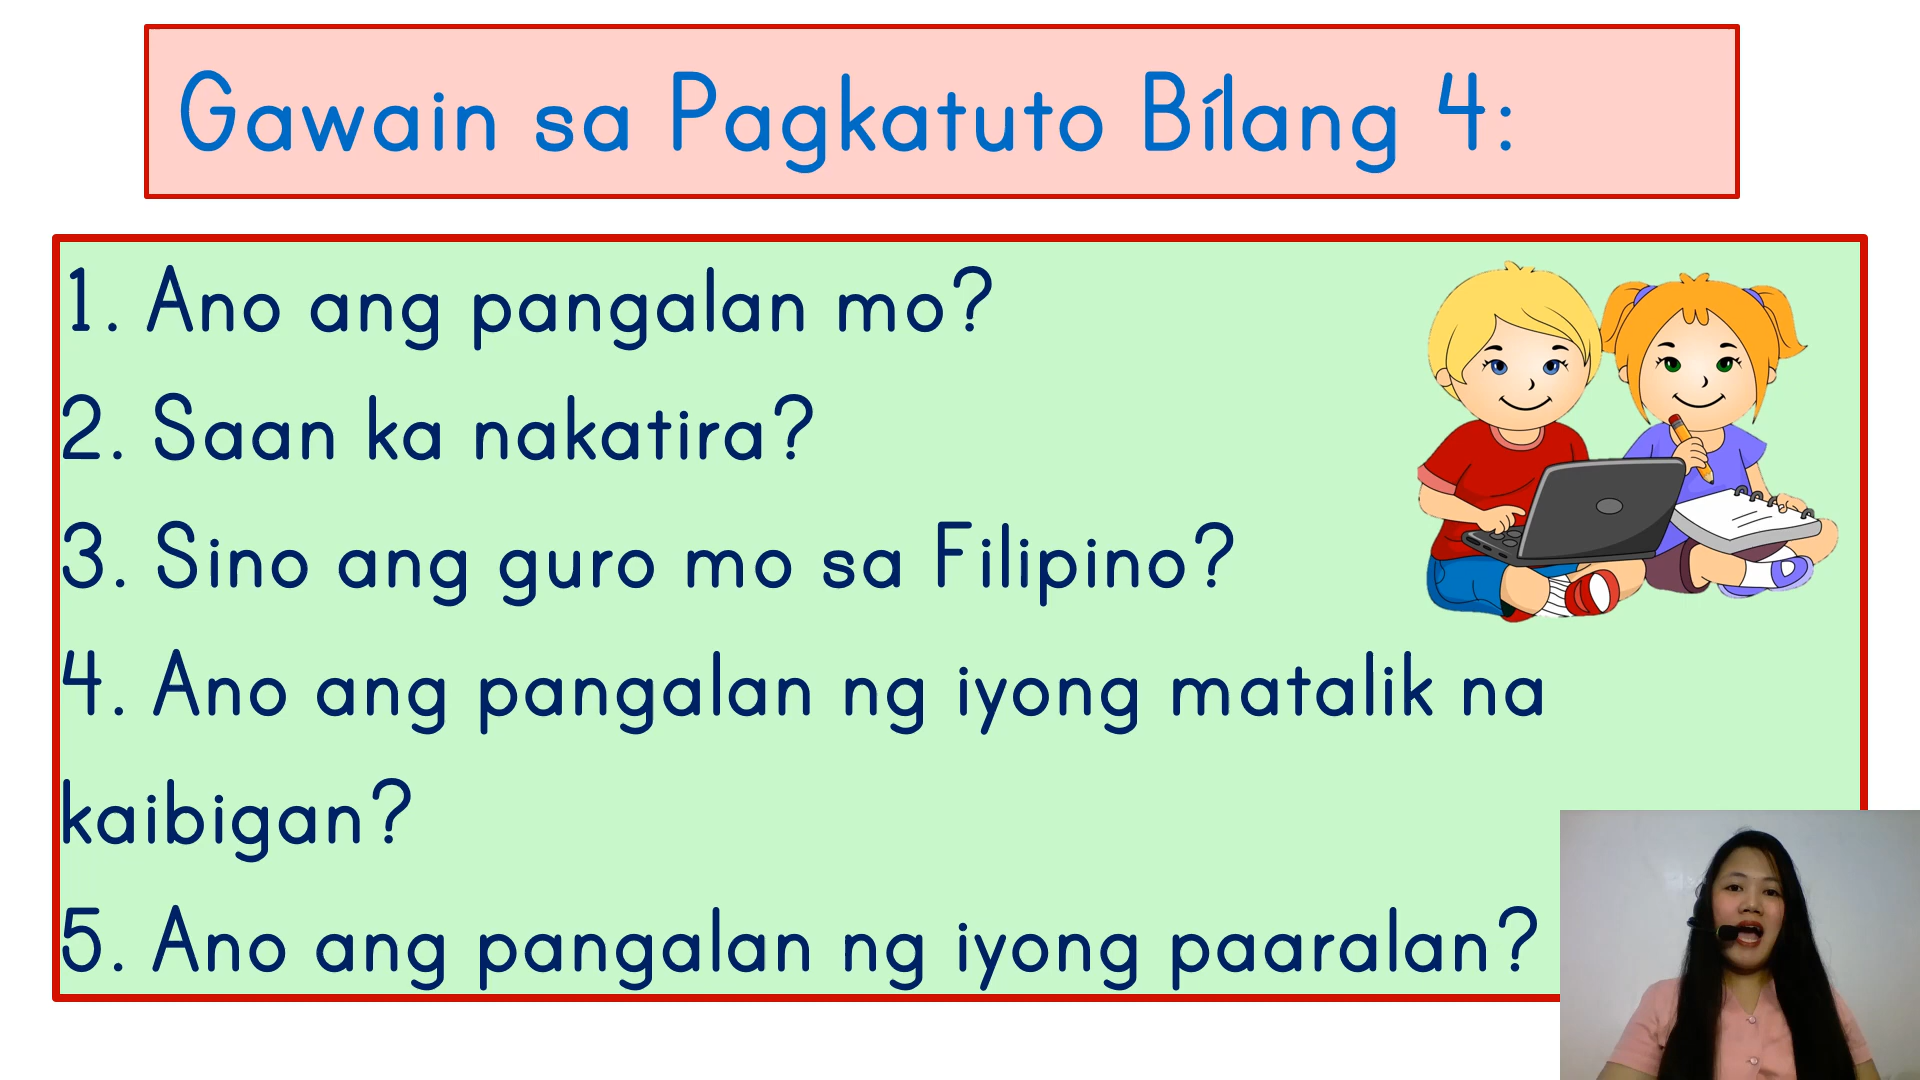 Gawain sa Pagkatuto Bílang 4:
1. Ano ang pangalan mo?
2. Saan ka nakatira?
3. Sino ang guro mo sa Filipino?
4. Ano ang pangalan ng iyong matalik na
kaibigan?
5. Ano ang pangalan ng iyong paaralan?